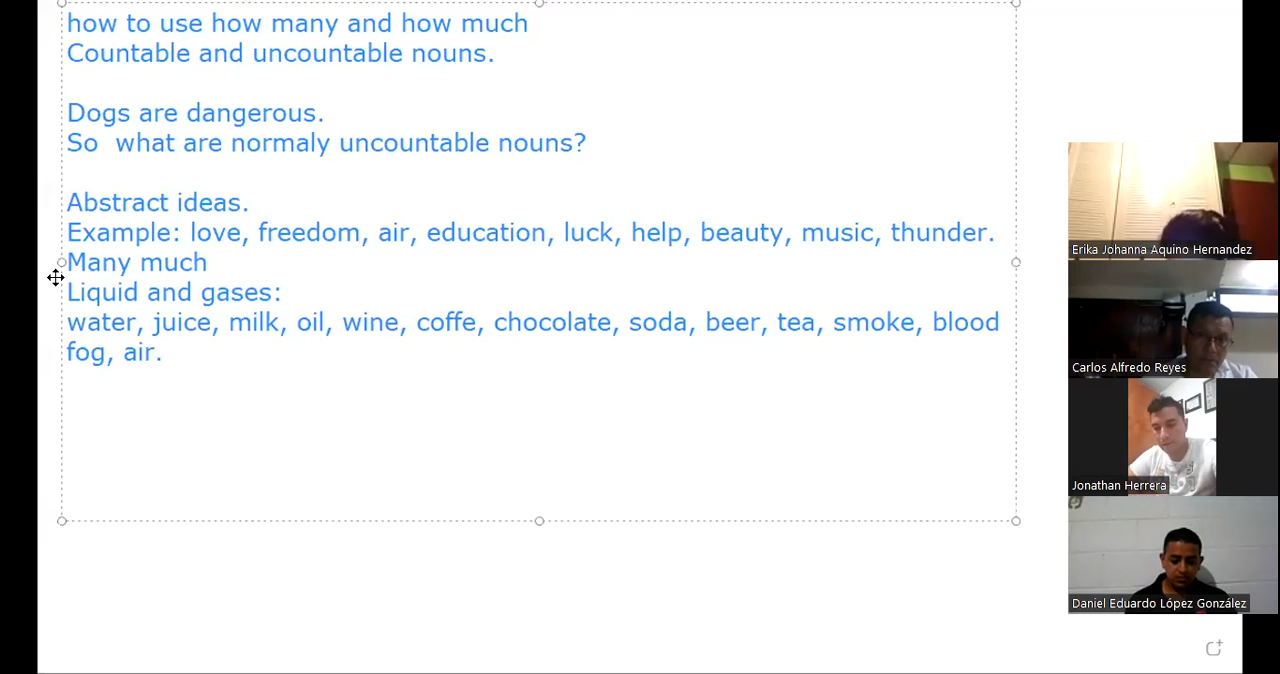 how to use how many and how much
Countable and uncountable nouns.
Dogs are dangerous.
So  what are normaly uncountable nouns?
Abstract ideas.
Example: love, freedom, air, education, luck, help, beauty, music, thunder.
Many much
Liquid and gases:
water, juice, milk, oil, wine, coffe, chocolate, soda, beer, tea, smoke, blood
fog, air.
Erika Johanna Aquino Hernandez
Carlos Alfredo Reyes
Jonathan Herrera
Daniel Eduardo López González